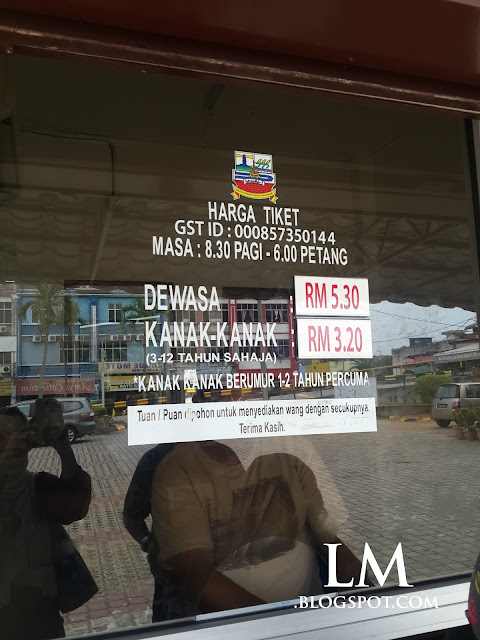 HARGA TIKET
GST ID : 000857350144
MASA : 8.30 PAGI - 6.00 PETANG
DEWASA RM 5.30
KANAK-KANAK RM 3.20
(3-12 TAHUN SAHAJA)
*KANAK KANAK BERUMUR 1-2 TAHUN PERCUMA
Tuan / Puan dipohon untuk menyediakan wang dengan secukupnya.
Terima Kasih.
LM
.BLOGSPOT.COM